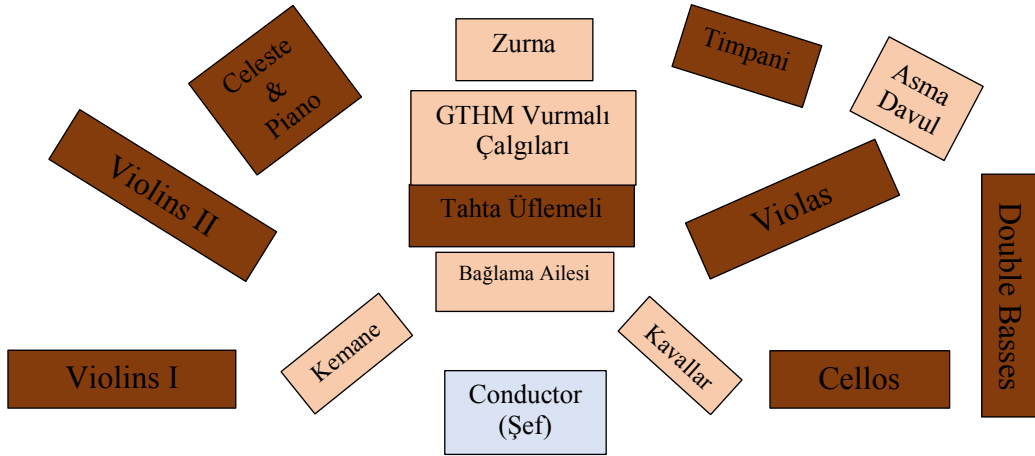 Zurna
Timpani
Celeste
&
Piano
Asma
Davul
GTHM Vurmalı
Çalgıları
Violins II
Tahta Üflemeli
Violas
Double Basses
Bağlama Ailesi
Kemane
Kavallar
Violins I
Cellos
Conductor
(Şef)